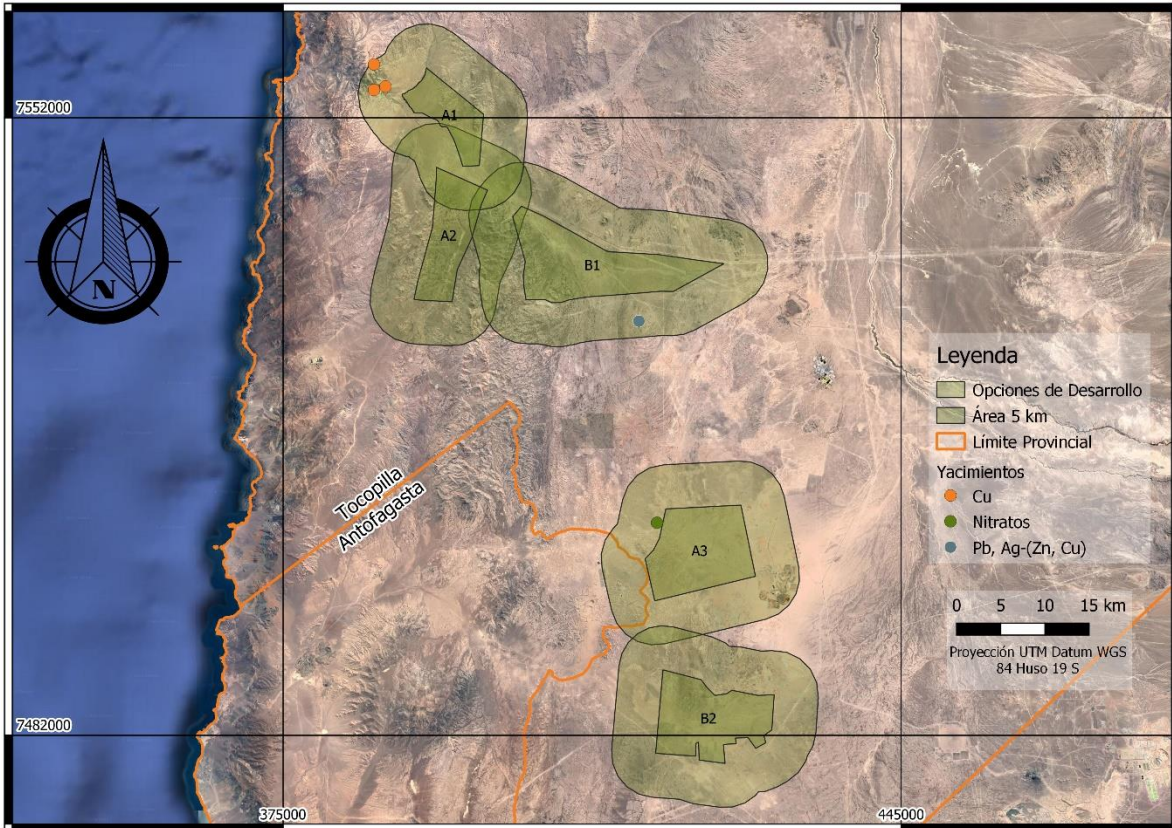 7552000
A1
A2
B1
N
Leyenda
Opciones de Desarrollo
Área 5 km
Límite Provincial
Yacimientos
Cu
Nitratos
Pb, Ag-(Zn, Cu)
Tocopilla
Antofagasta
A3
0 5 10 15 km
Proyección UTM Datum WGS
84 Huso 19 S
B2
7482000
375000
445000